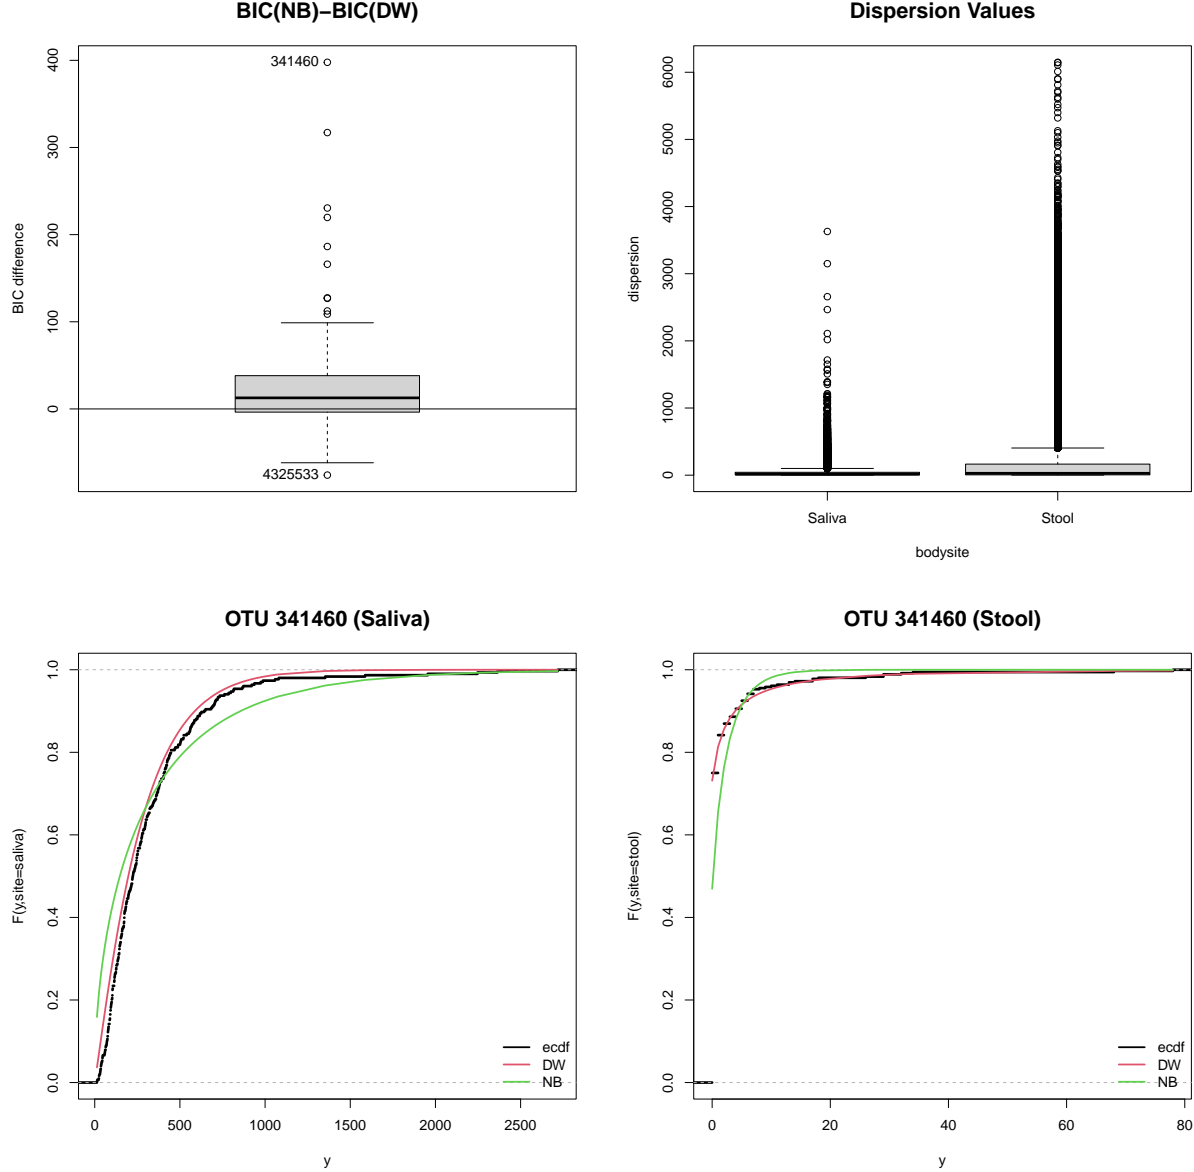 BIC(NB)−BIC(DW)
BIC difference
400
300
200
100
0
341460
4325533
Dispersion Values
dispersion
6000
5000
4000
3000
2000
1000
0
Saliva
Stool
bodysite
OTU 341460 (Saliva)
F(y,site=saliva)
1.0
0.8
0.6
0.4
0.2
0.0
ecdf
DW
NB
0 500 1000 1500 2000 2500
y
OTU 341460 (Stool)
F(y,site=stool)
1.0
0.8
0.6
0.4
0.2
0.0
ecdf
DW
NB
0 20 40 60 80
y